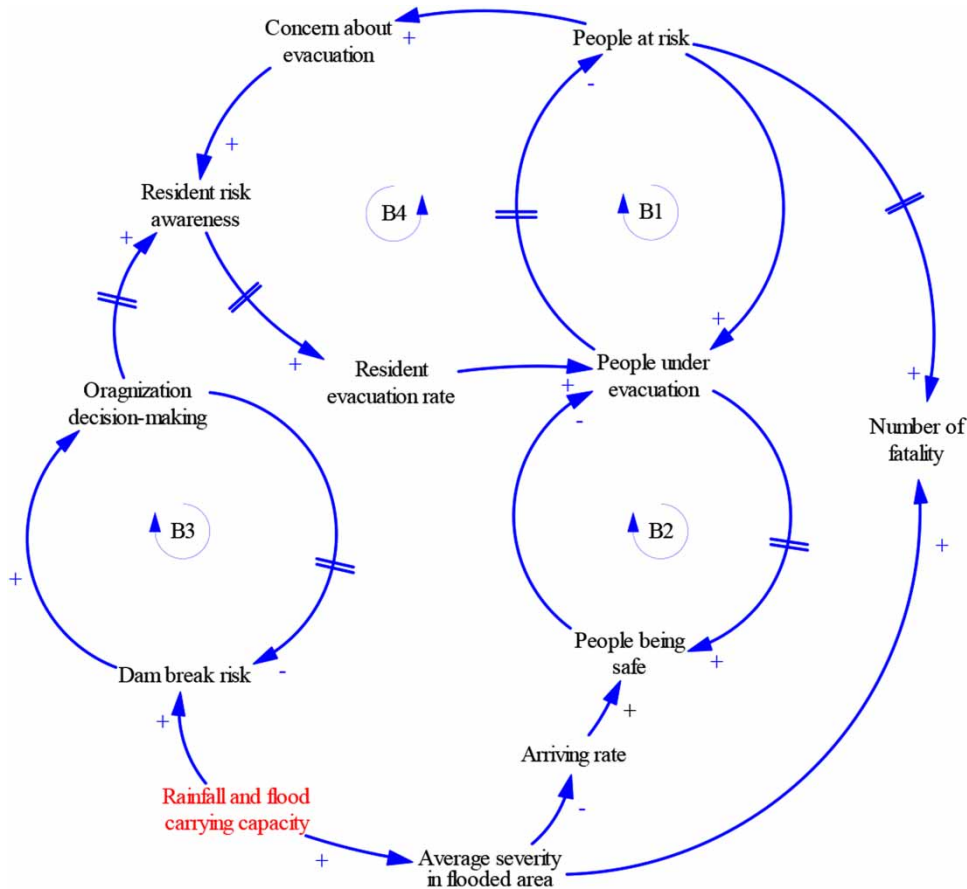 Concern about
evacuation
+
People at risk
-
+
Resident risk
awareness
+
B4
B1
+
+
+
Resident
evacuation rate
+
-
People under
evacuation
Oragnization
decision-making
+
Number of
fatality
B3
B2
+
+
Dam break risk
-
People being
safe
+
+
+
Arriving rate
-
Rainfall and flood
carrying capacity
+
Average severity
in flooded area